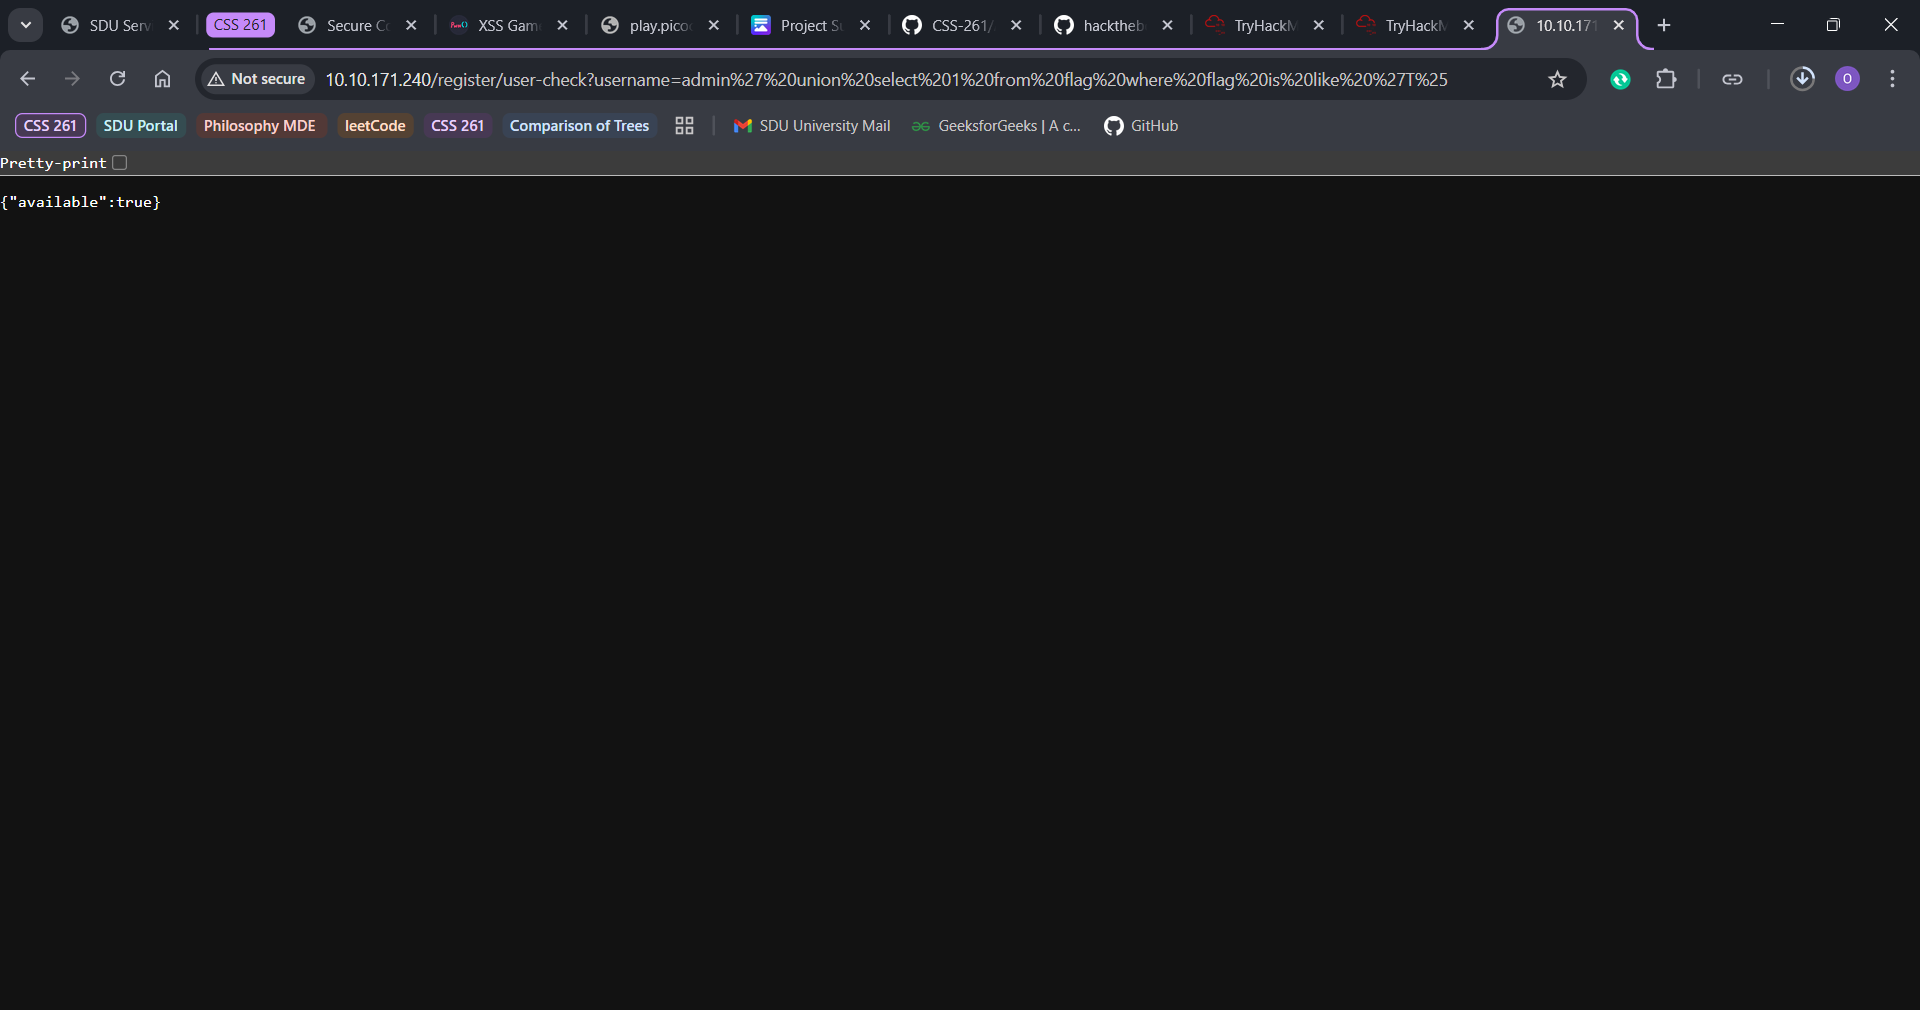 SDU Serv
CSS 261
Secure Co
XSS Gam
play.pico
Project Su
CSS-261/
hacktheb
TryHackM
TryHackM
10.10.171
Not secure
10.10.171.240/register/user-check?username=admin%27%20union%20select%201%20from%20flag%20where%20flag%20is%20like%20%27T%25
O
CSS 261
SDU Portal
Philosophy MDE
leetCode
CSS 261
Comparison of Trees
SDU University Mail
GeeksforGeeks | A c...
GitHub
Pretty-print
{"available":true}